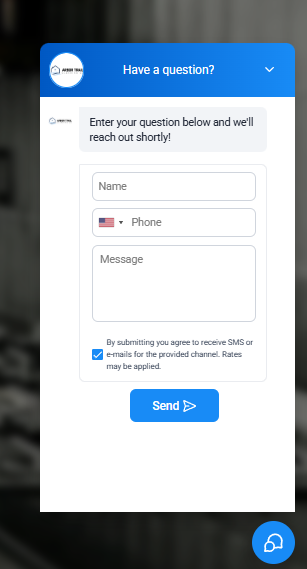 Have a question?
Enter your question below and we'll
reach out shortly!
Name
Phone
Message
By submitting you agree to receive SMS or
e-mails for the provided channel. Rates
may be applied.
Send